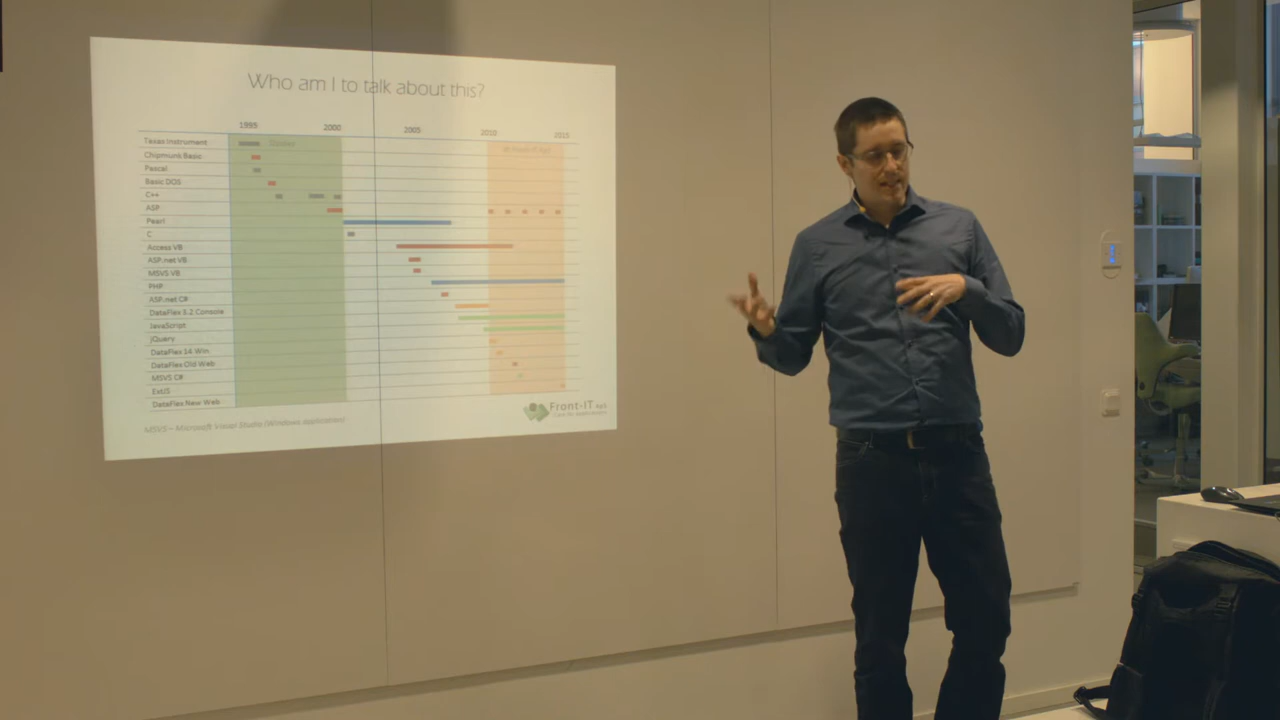 Who am I to talk about this?
1995 2000 2005 2010 2015
Texas Instrument
Chipmunk Basic
Pascal
Basic DOS
C++
ASP
Pearl
C
Access VB
ASP.net VB
MSVS VB
PHP
ASP.net C#
DataFlex 3.2 Console
JavaScript
jQuery
DataFlex 14 Win
DataFlex Old Web
MSVS C#
ExtJS
DataFlex New Web
MSVS – Microsoft Visual Studio (Windows application)
Front-IT ApS